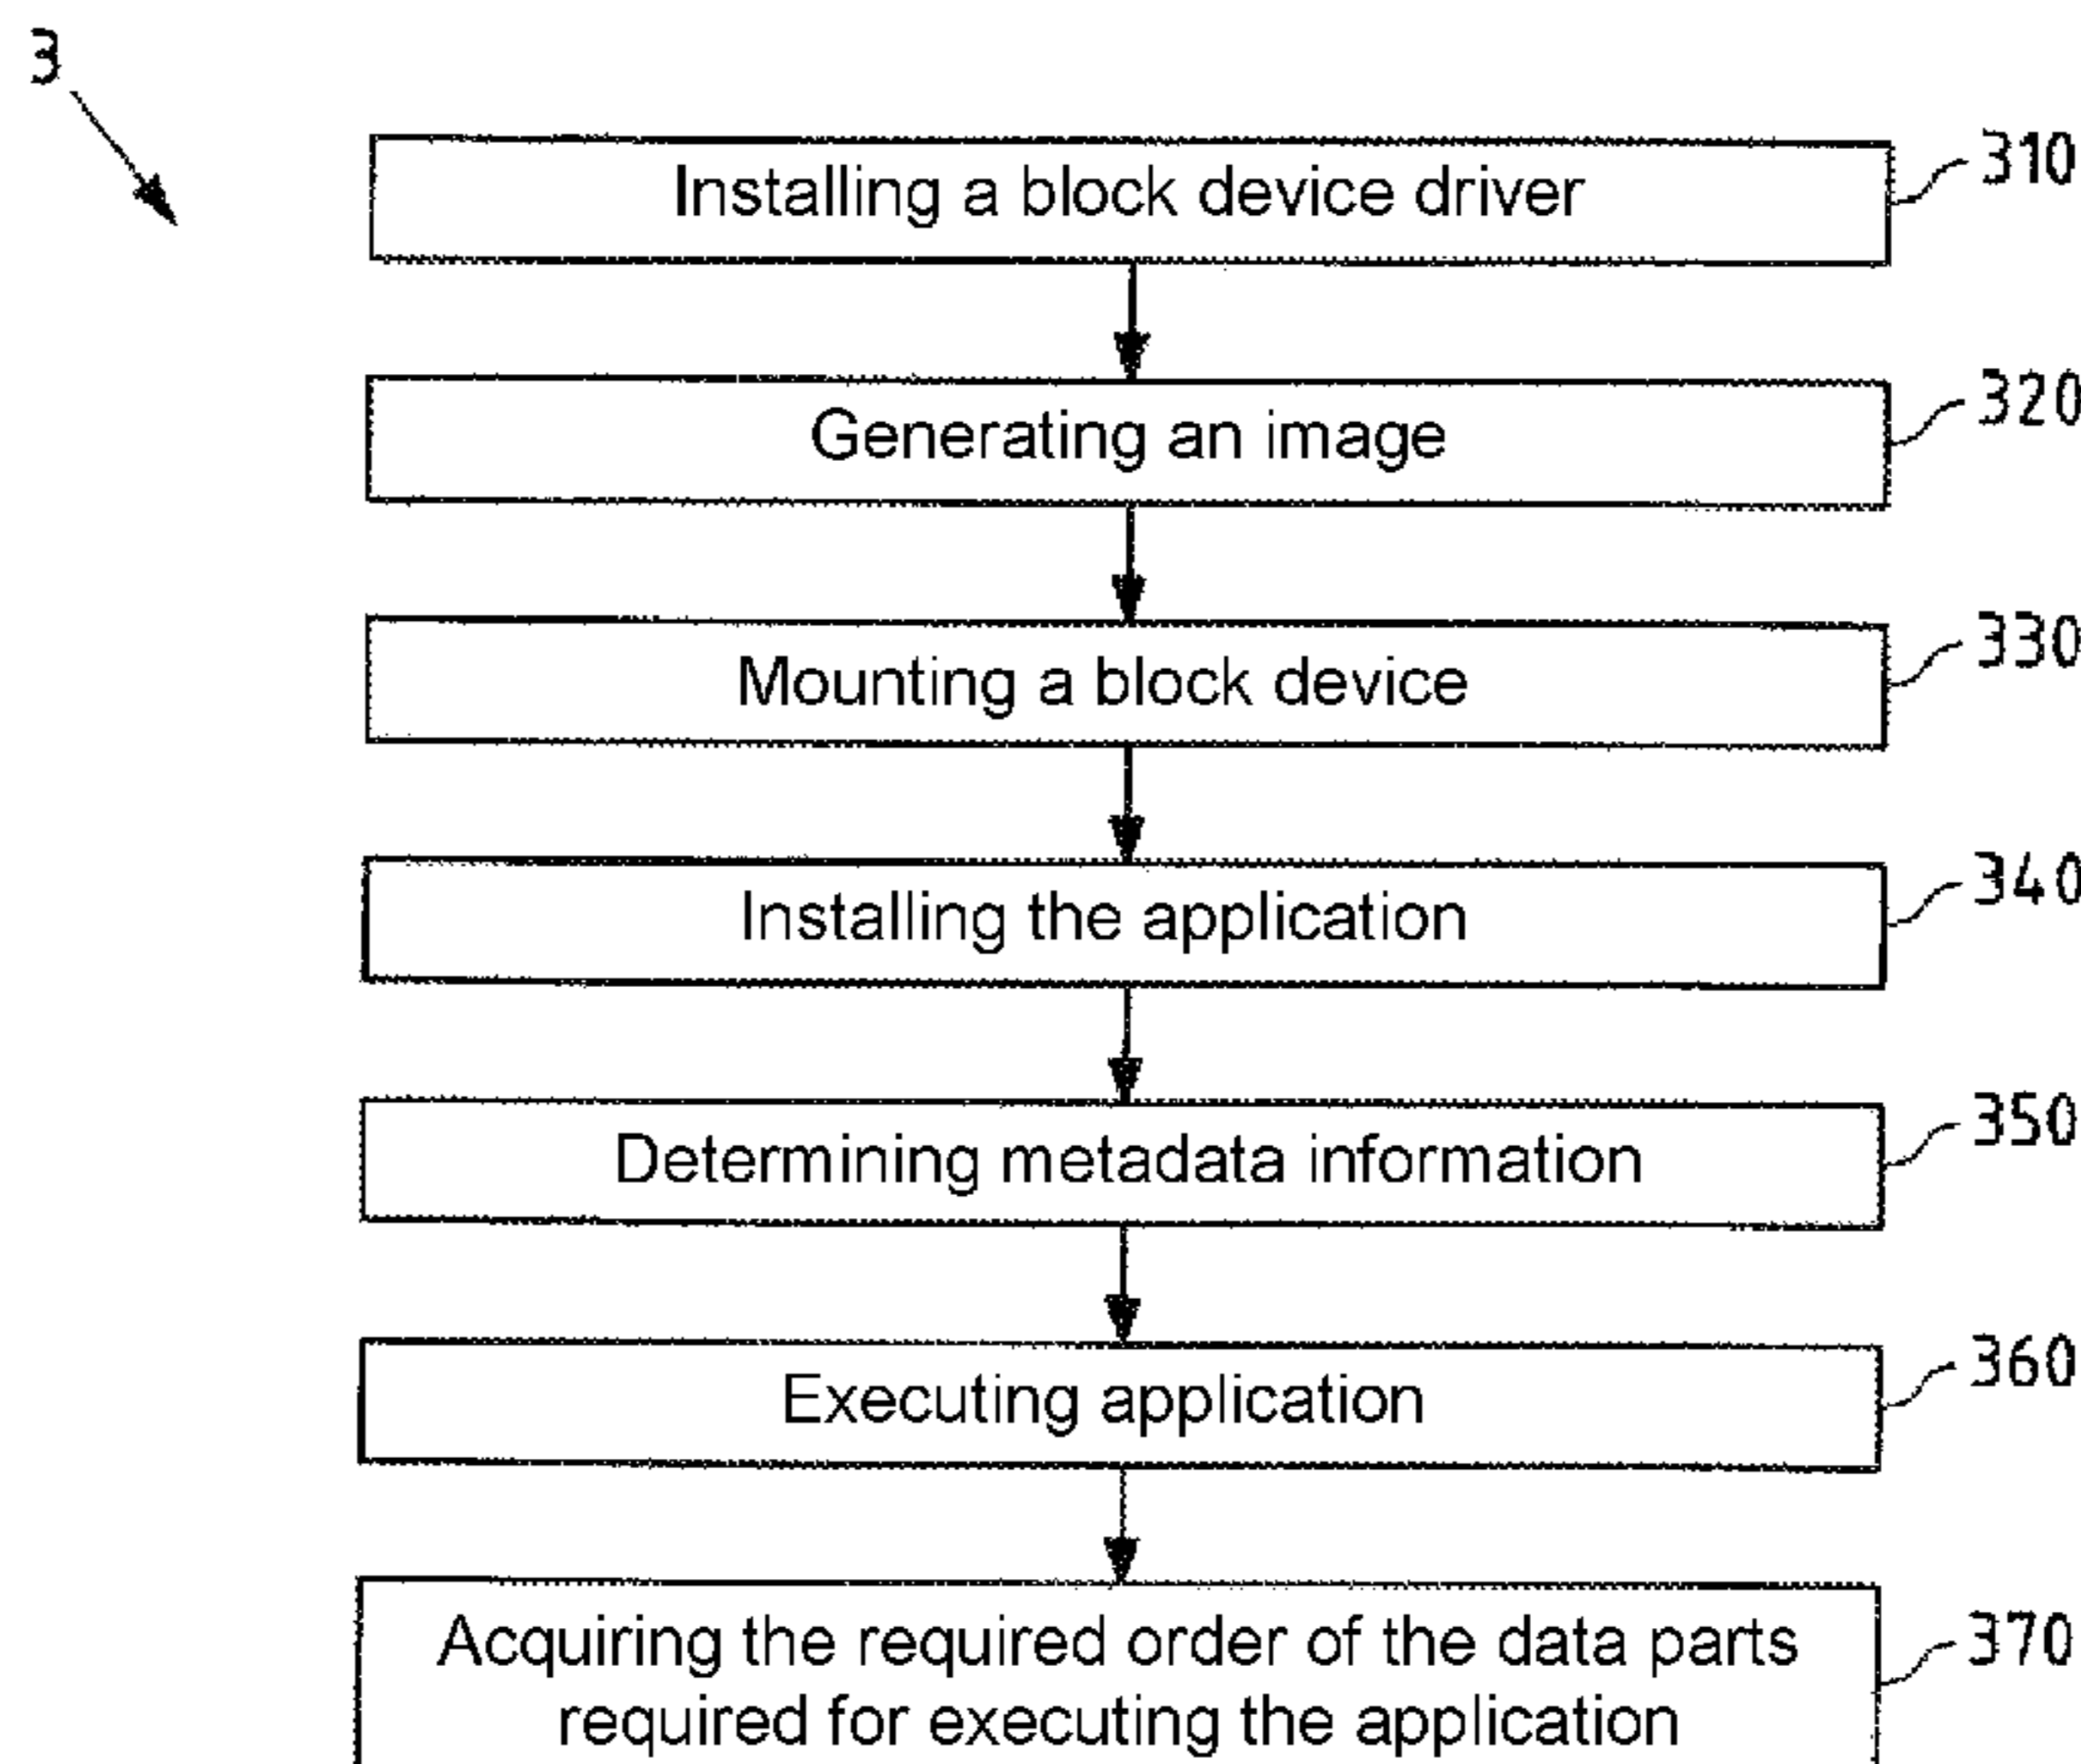 3
Installing a block device driver
310
Generating an image
320
Mounting a block device
330
Installing the application
340
Determining metadata information
350
Executing application
360
Acquiring the required order of the data parts
required for executing the application
370